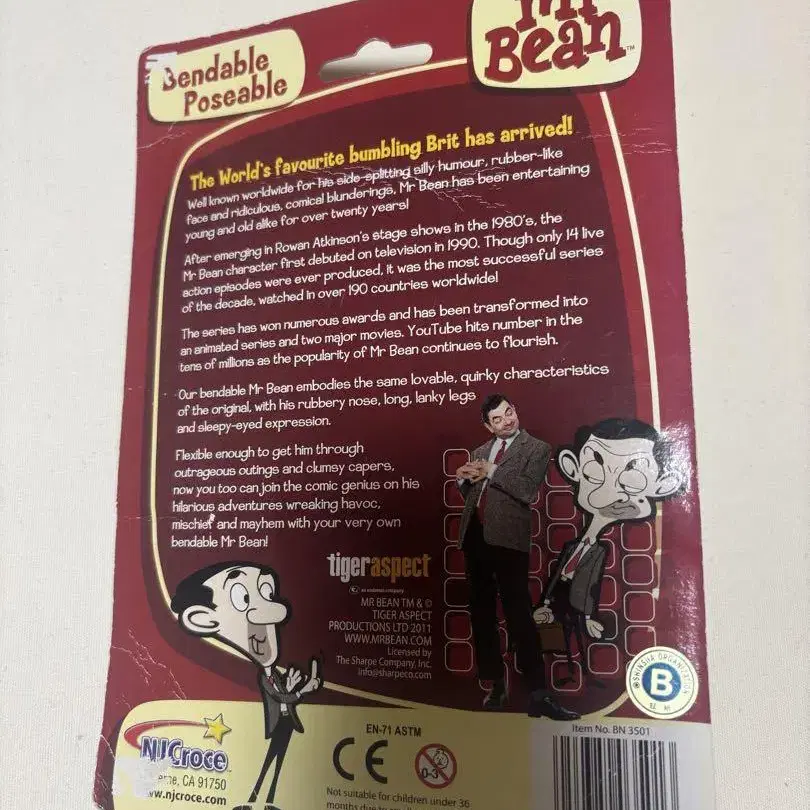 Bendable
Poseable
Mr
Bean™
The World's favourite bumbling Brit has arrived!
Well known worldwide for his side-splitting silly humour, rubber-like
face and ridiculous, comical blunderings, Mr Bean has been entertaining
young and old alike for over twenty years!
After emerging in Rowan Atkinson's stage shows in the 1980's, the
Mr Bean character first debuted on television in 1990. Though only 14 live
action episodes were ever produced, it was the most successful series
of the decade, watched in over 190 countries worldwide!
The series has won numerous awards and has been transformed into
an animated series and two major movies. YouTube hits number in the
tens of millions as the popularity of Mr Bean continues to flourish.
Our bendable Mr Bean embodies the same lovable, quirky characteristics
of the original, with his rubbery nose, long, lanky legs
and sleepy-eyed expression.
Flexible enough to get him through
outrageous outings and clumsy capers,
now you too can join the comic genius on his
hilarious adventures wreaking havoc,
mischief and mayhem with your very own
bendable Mr Bean!
tigeraspect
an endemol company
MR BEAN TM & ©
TIGER ASPECT
PRODUCTIONS LTD 2011
WWW.MRBEAN.COM
Licensed by
The Sharpe Company, Inc.
info@sharpeco.com
SHINSHA ORGANIZATION
B
NJCroce
CA 91750
www.njcroce.com
EN-71 ASTM
CE
0-3
Not suitable for children under 36
months due to
Item No. BN 3501